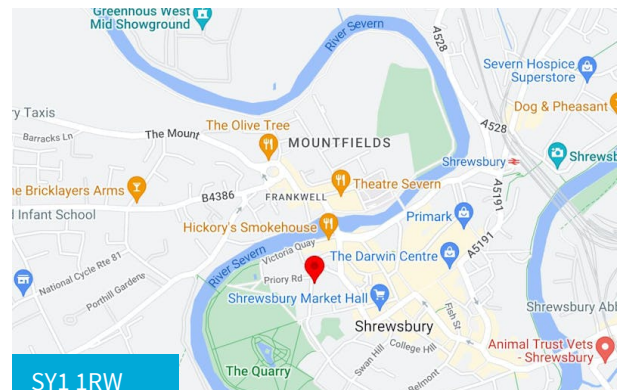 Greenhous West
Mid Showground
River Severn
A528
Severn Hospice
Superstore
ry Taxis
Barracks Ln
The Mount
The Olive Tree
MOUNTFIELDS
A528
Dog & Pheasant
Shrewsbury
Shrewsb
ne Bricklayers Arms
B4386
Theatre Severn
d Infant School
FRANKWELL
A5191
Hickory's Smokehouse
Primark
National Cycle Rte 81
Porthill Gardens
River Severn
Victoria Quay
The Darwin Centre
A5191
Priory Rd
Shrewsbury Market Hall
Fish St
Shrewsbury Abb
Shrewsbury
Swan Hill
College Hill
Animal Trust Vets
- Shrewsbury
The Quarry
Belmont
SY1 1RW